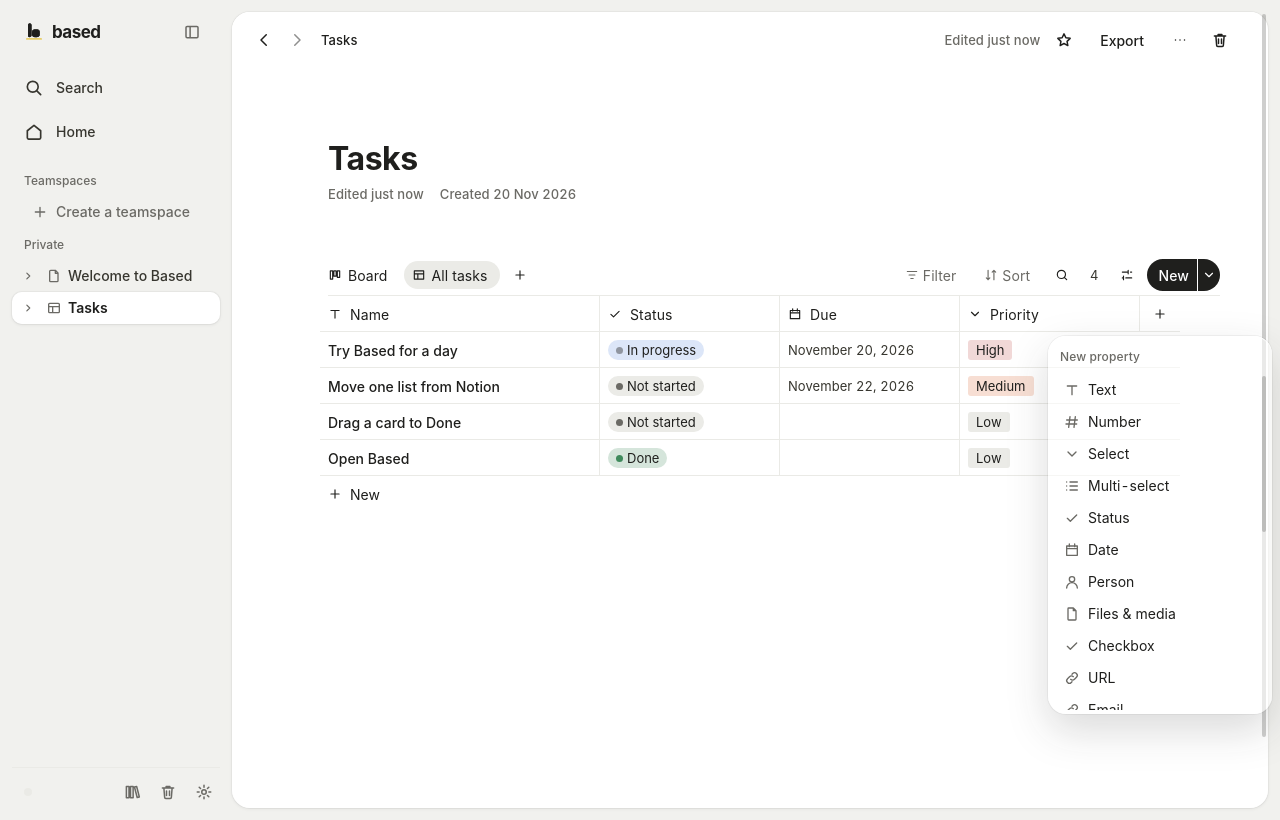 based
Search
Home
Teamspaces
Create a teamspace
Private
Welcome to Based
Tasks
Tasks
Edited just now
Export
Tasks
Edited just now Created 20 Nov 2026
Board All tasks
Filter Sort 4 New
Name Status Due Priority
Try Based for a day In progress November 20, 2026 High
Move one list from Notion Not started November 22, 2026 Medium
Drag a card to Done Not started Low
Open Based Done Low
New
New property
Text
Number
Select
Multi-select
Status
Date
Person
Files & media
Checkbox
URL
Email